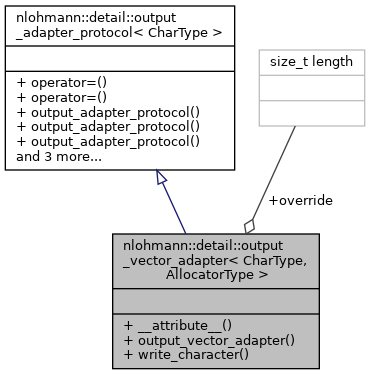 nlohmann::detail::output
_adapter_protocol< CharType >
+ operator=()
+ operator=()
+ output_adapter_protocol()
+ output_adapter_protocol()
+ output_adapter_protocol()
and 3 more...
size_t length
+override
nlohmann::detail::output
_vector_adapter< CharType,
AllocatorType >
+ __attribute__()
+ output_vector_adapter()
+ write_character()